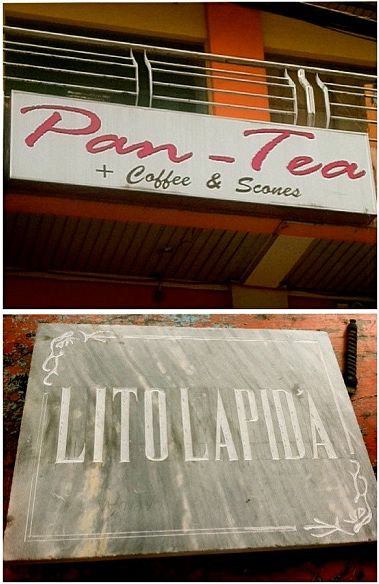 Pan-Tea
+ Coffee & Scones
LITO LAPIDA